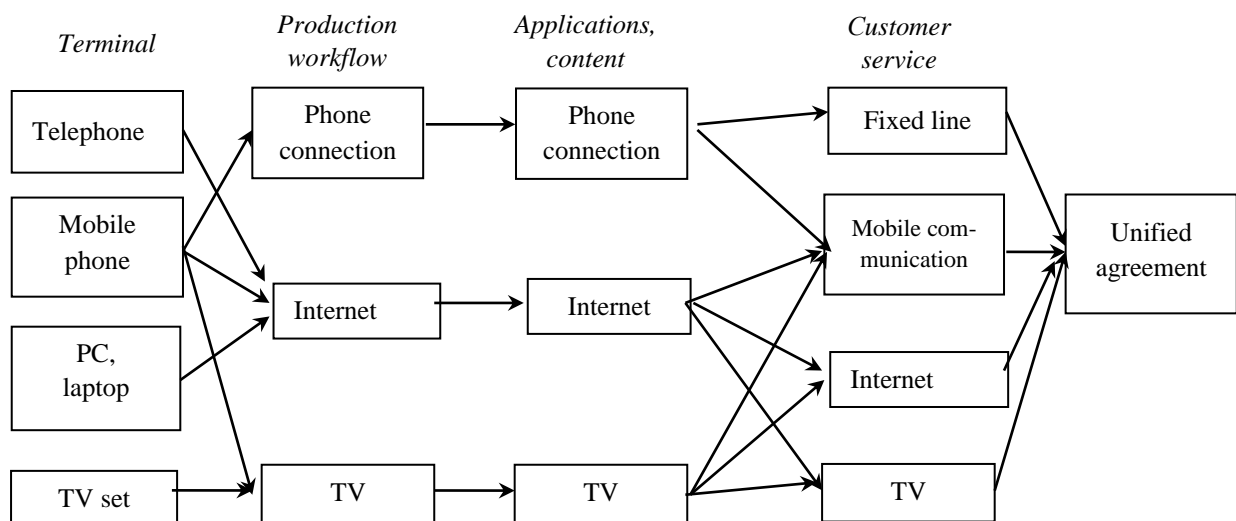 Terminal
Production
workflow
Applications,
content
Customer
service
Telephone
Phone
connection
Phone
connection
Fixed line
Mobile
phone
Mobile com-
munication
Unified
agreement
Internet
Internet
PC,
laptop
Internet
TV set
TV
TV
TV